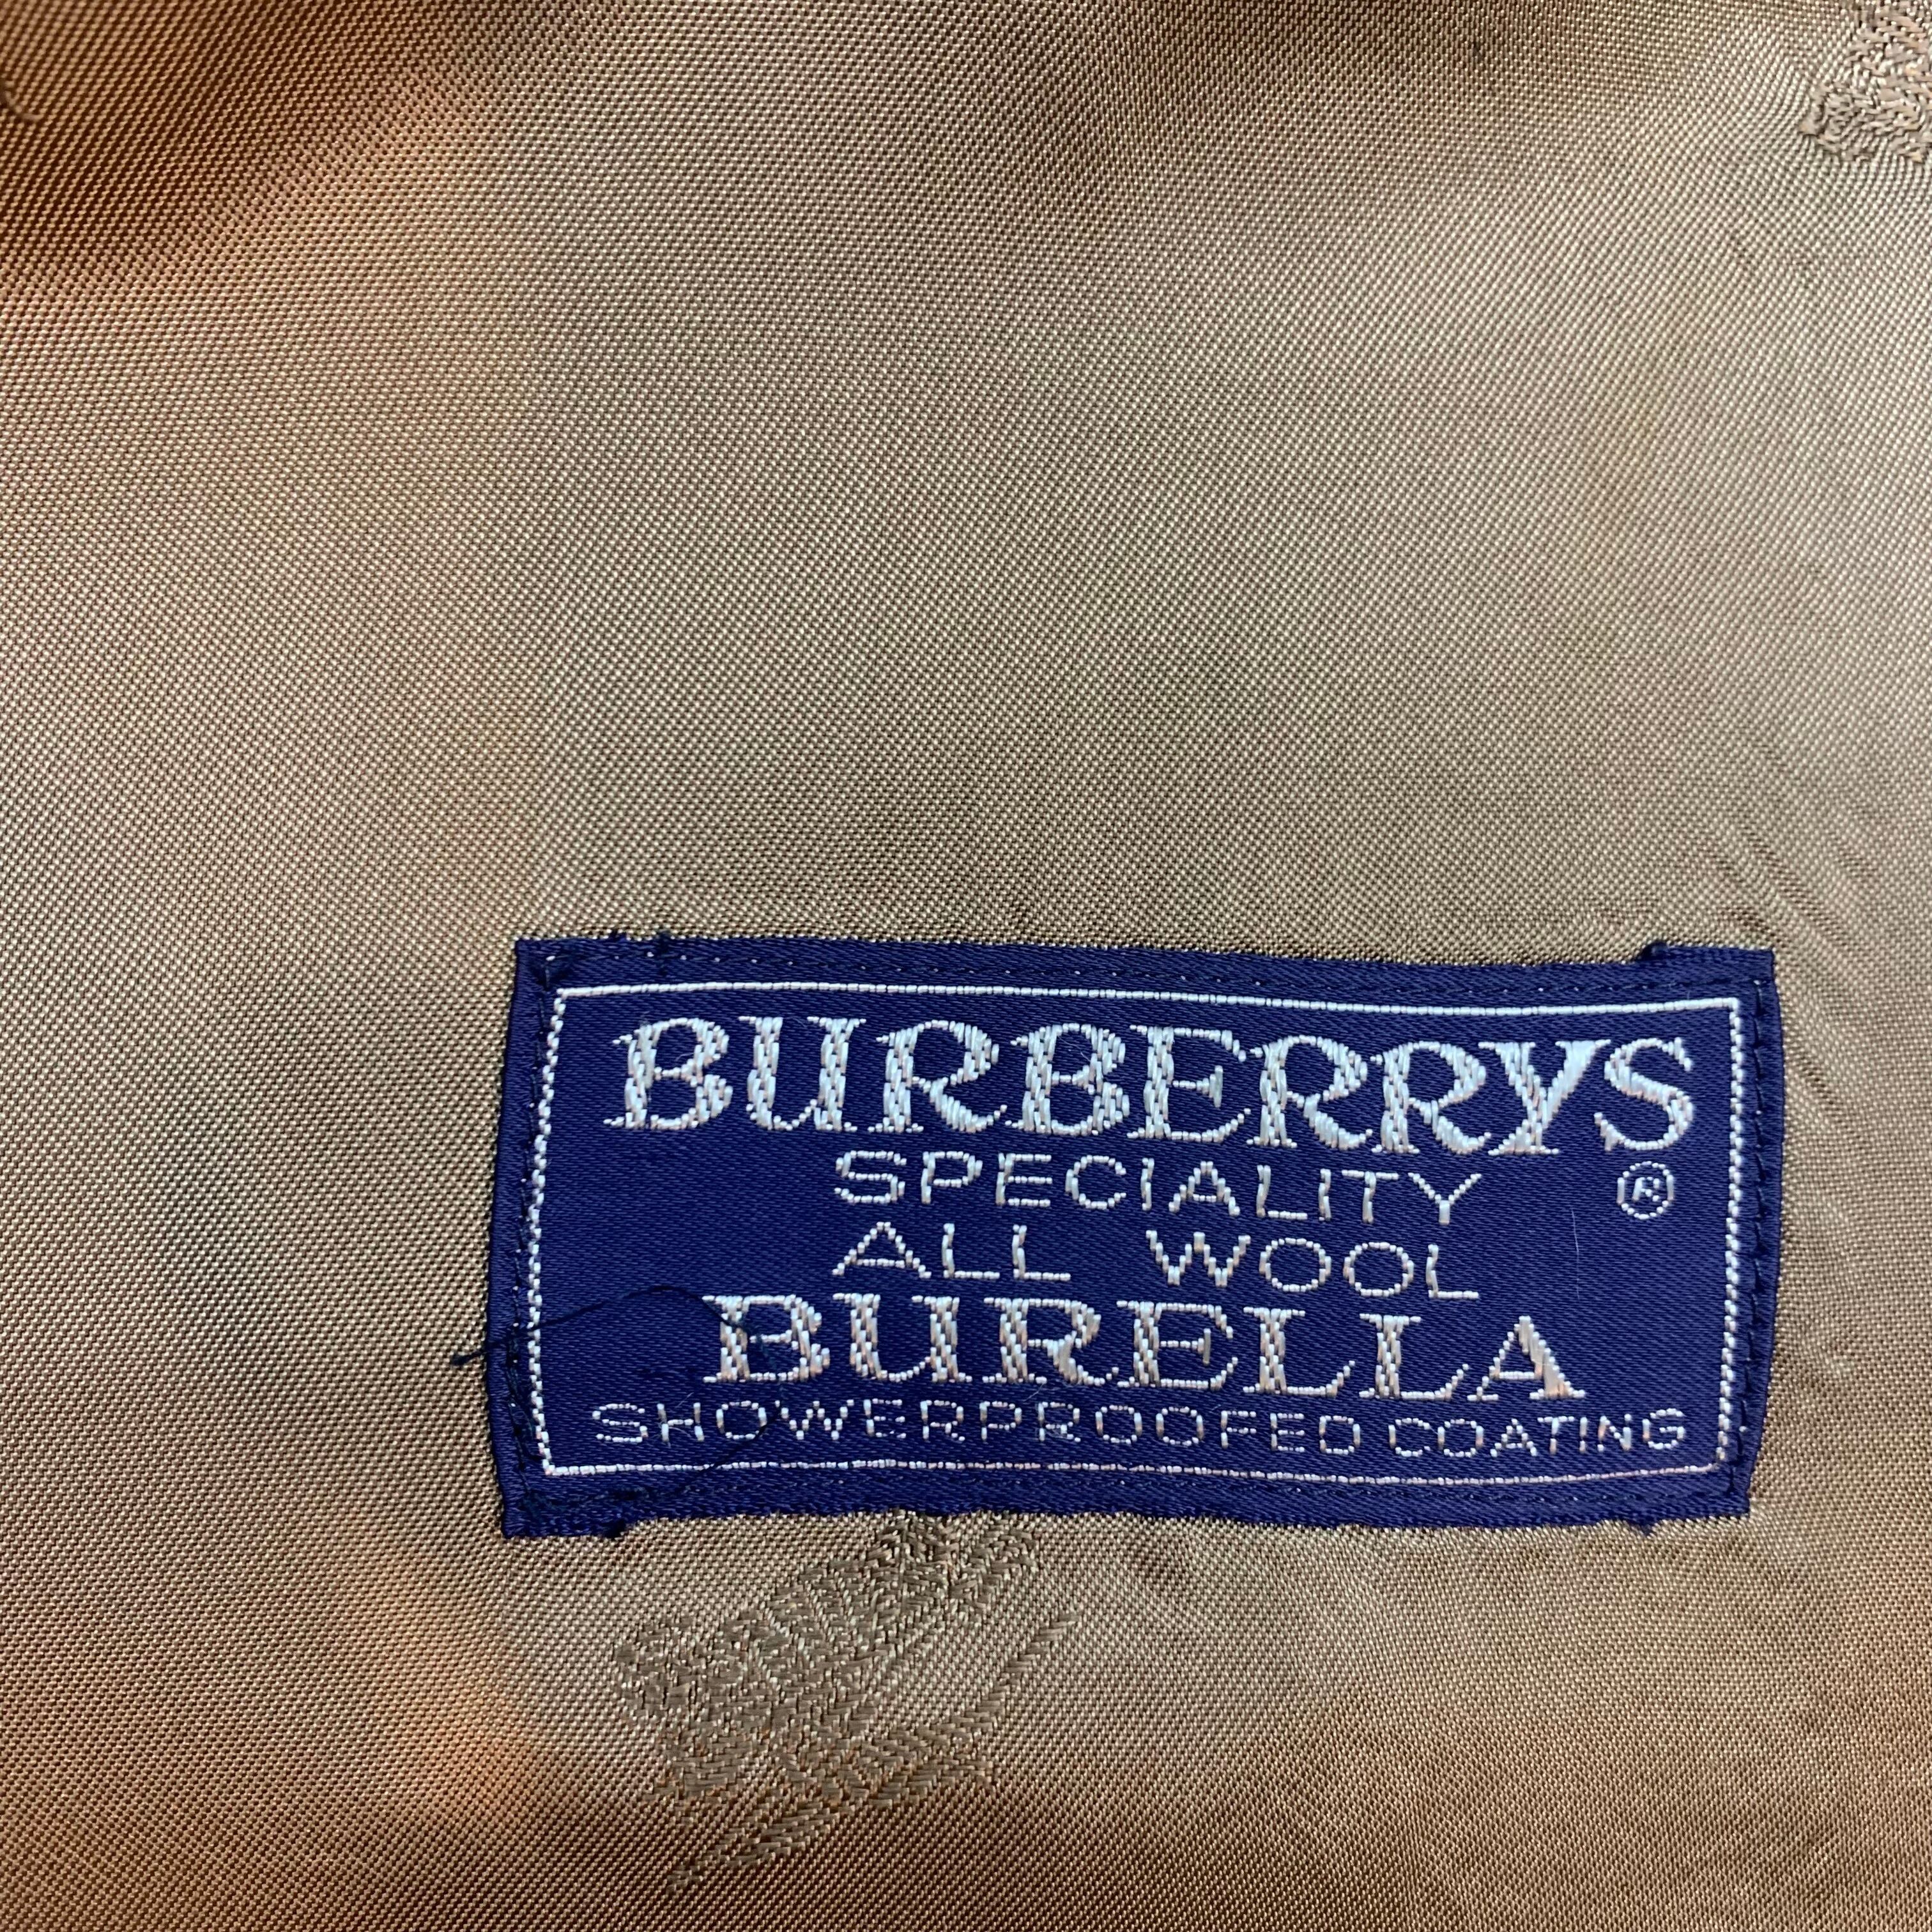 BURBERRYS
SPECIALITY ®
ALL WOOL
BURELLA
SHOWERPROOFED COATING